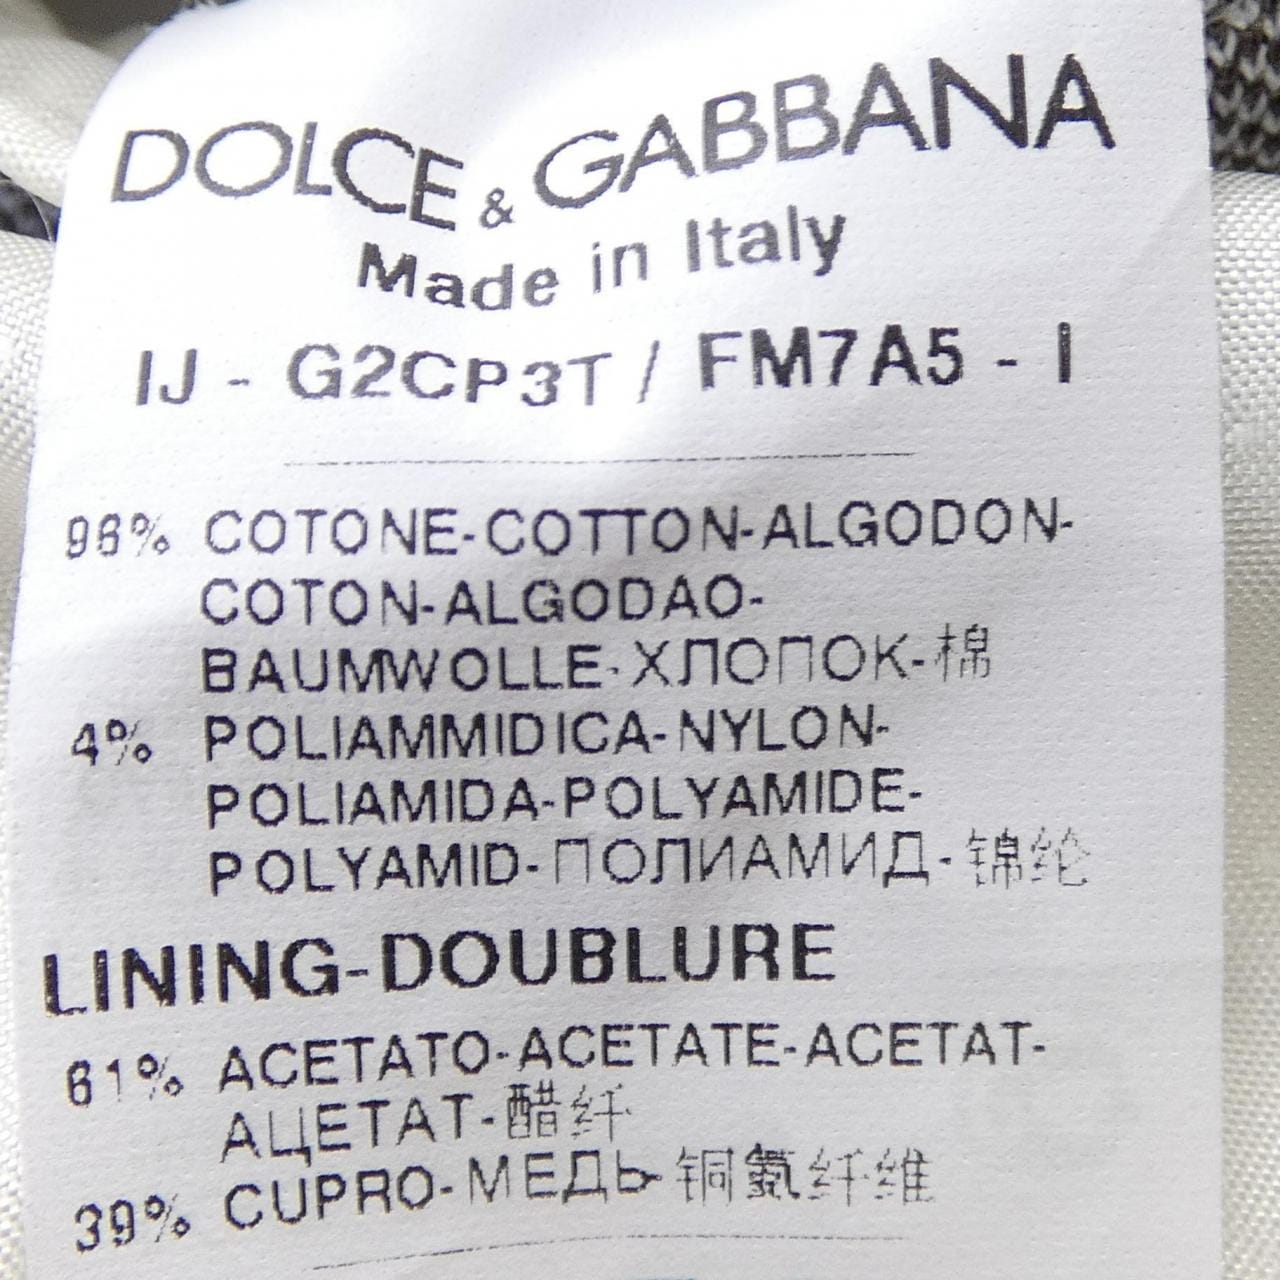 DOLCE & GABBANA
Made in Italy
IJ - G2CP3T / FM7A5 - I
96% COTONE-COTTON-ALGODON-
COTON-ALGODAO-
BAUMWOLLE-ХЛОПОК-棉
4% POLIAMMIDICA-NYLON-
POLIAMIDA-POLYAMIDE-
POLYAMID-ПОЛИАМИД-锦纶
LINING-DOUBLURE
61% ACETATO-ACETATE-ACETAT-
АЦЕТАТ-醋纤
39% CUPRO-МЕДЬ-铜氨纤维